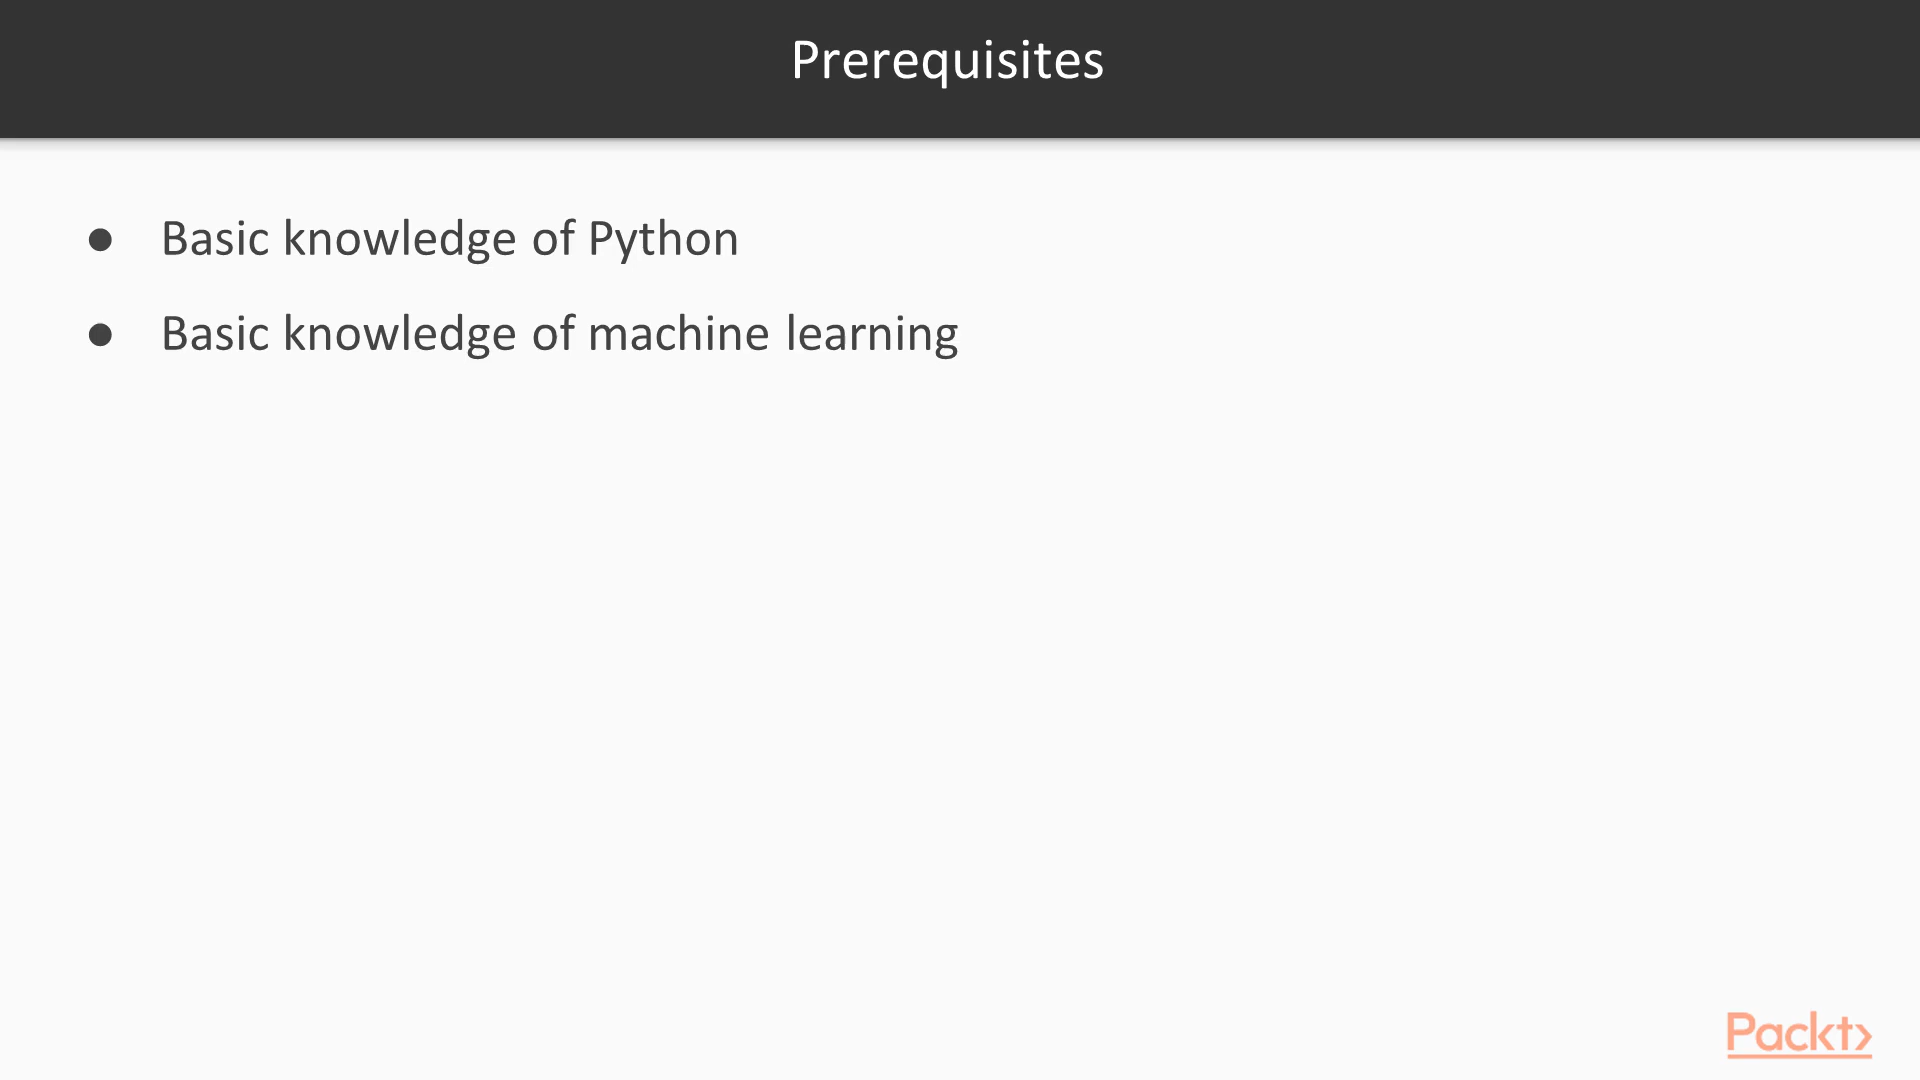 Prerequisites
● Basic knowledge of Python
● Basic knowledge of machine learning
Packt>